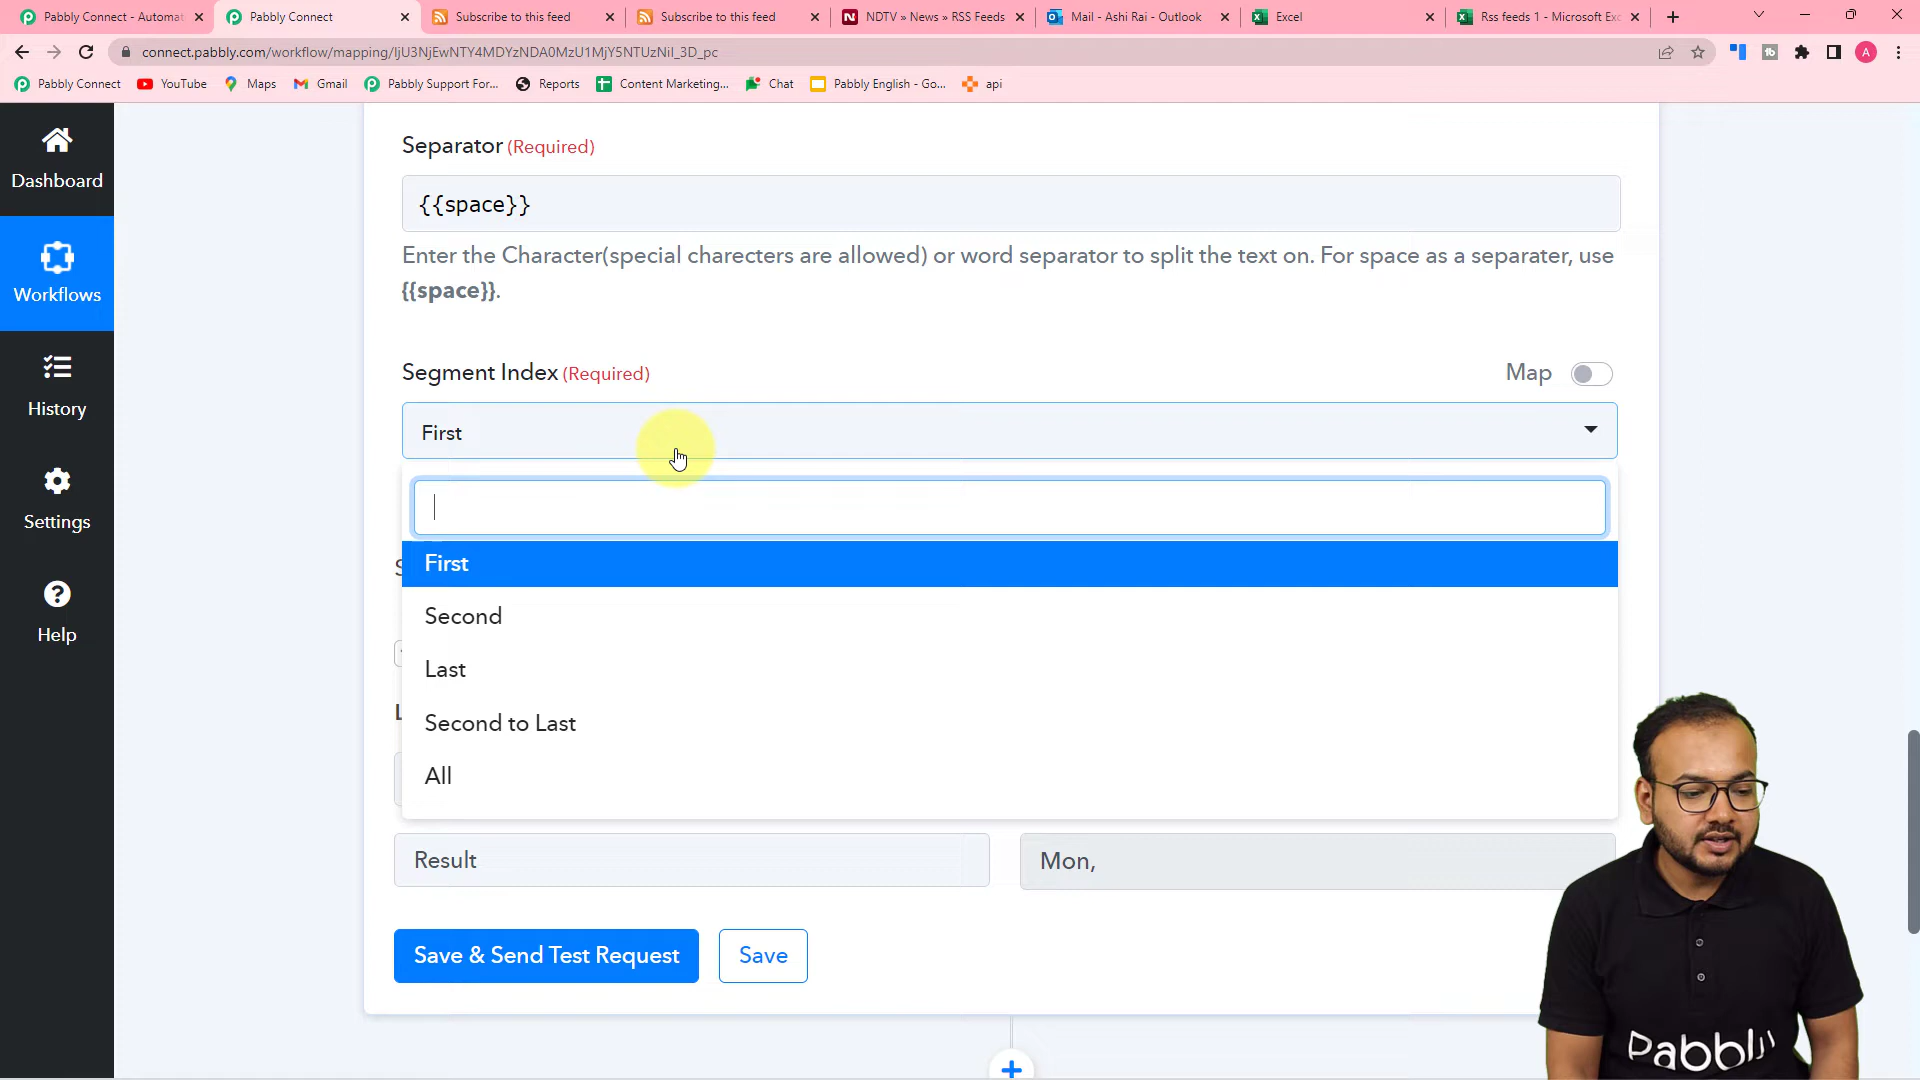 Pabbly Connect - Automat
Pabbly Connect
Subscribe to this feed
Subscribe to this feed
NDTV » News » RSS Feeds
Mail - Ashi Rai - Outlook
Excel
Rss feeds 1 - Microsoft Exc
connect.pabbly.com/workflow/mapping/IjU3NjEwNTY4MDYzNDA0MzU1MjY5NTUzNiI_3D_pc
A
Pabbly Connect
YouTube
Maps
Gmail
Pabbly Support For...
Reports
Content Marketing...
Chat
Pabbly English - Go...
api
Dashboard
Workflows
History
Settings
Help
Separator (Required)
{{space}}
Enter the Character(special charecters are allowed) or word separator to split the text on. For space as a separater, use
{{space}}.
Segment Index (Required)
Map
First
First
Second
Last
Second to Last
All
Result
Mon,
Save & Send Test Request
Save
Pabbly